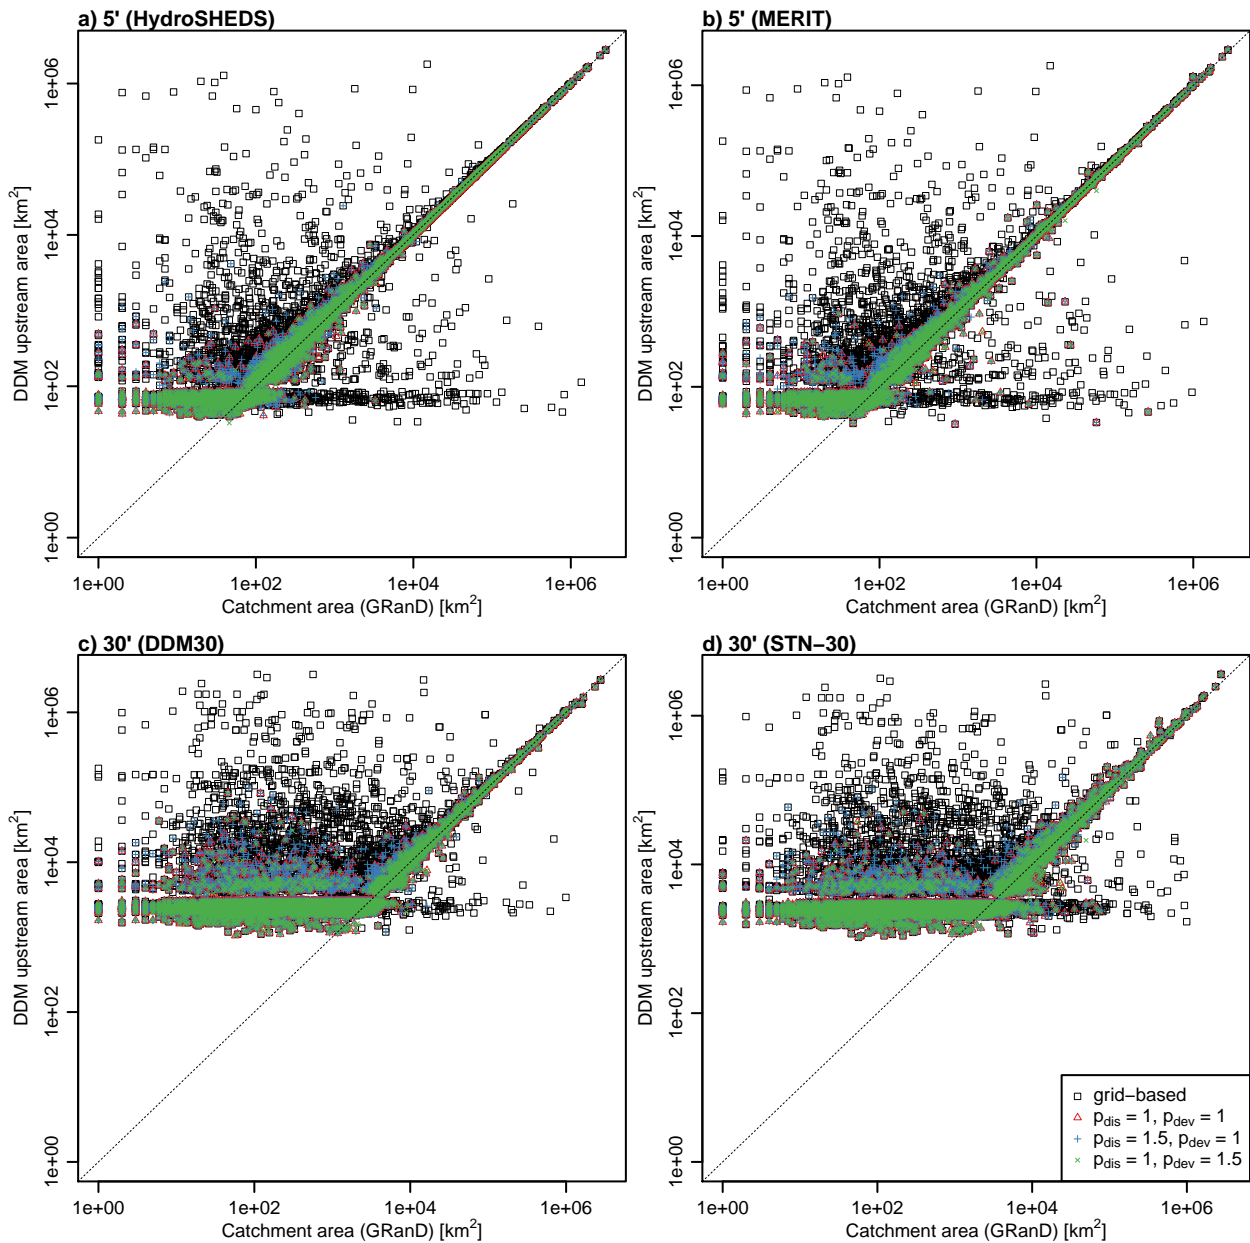 a) 5' (HydroSHEDS)
1e+06
1e+04
1e+02
1e+00
DDM upstream area [km²]
1e+00 1e+02 1e+04 1e+06
Catchment area (GRanD) [km²]
b) 5' (MERIT)
1e+06
1e+04
1e+02
1e+00
DDM upstream area [km²]
1e+00 1e+02 1e+04 1e+06
Catchment area (GRanD) [km²]
c) 30' (DDM30)
1e+06
1e+04
1e+02
1e+00
DDM upstream area [km²]
1e+00 1e+02 1e+04 1e+06
Catchment area (GRanD) [km²]
d) 30' (STN−30)
1e+06
1e+04
1e+02
1e+00
DDM upstream area [km²]
1e+00 1e+02 1e+04 1e+06
Catchment area (GRanD) [km²]
grid−based
p_dis = 1, p_dev = 1
p_dis = 1.5, p_dev = 1
p_dis = 1, p_dev = 1.5